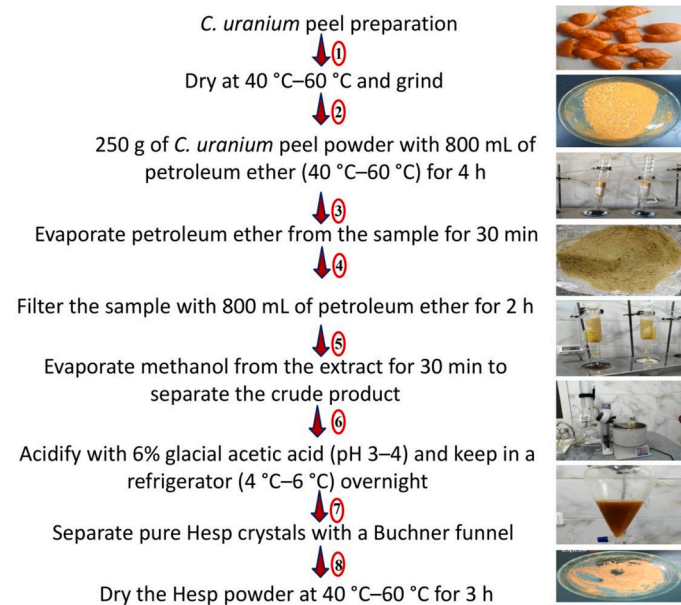 C. uranium peel preparation
1
Dry at 40 °C–60 °C and grind
2
250 g of C. uranium peel powder with 800 mL of
petroleum ether (40 °C–60 °C) for 4 h
3
Evaporate petroleum ether from the sample for 30 min
4
Filter the sample with 800 mL of petroleum ether for 2 h
5
Evaporate methanol from the extract for 30 min to
separate the crude product
6
Acidify with 6% glacial acetic acid (pH 3–4) and keep in a
refrigerator (4 °C–6 °C) overnight
7
Separate pure Hesp crystals with a Buchner funnel
8
Dry the Hesp powder at 40 °C–60 °C for 3 h